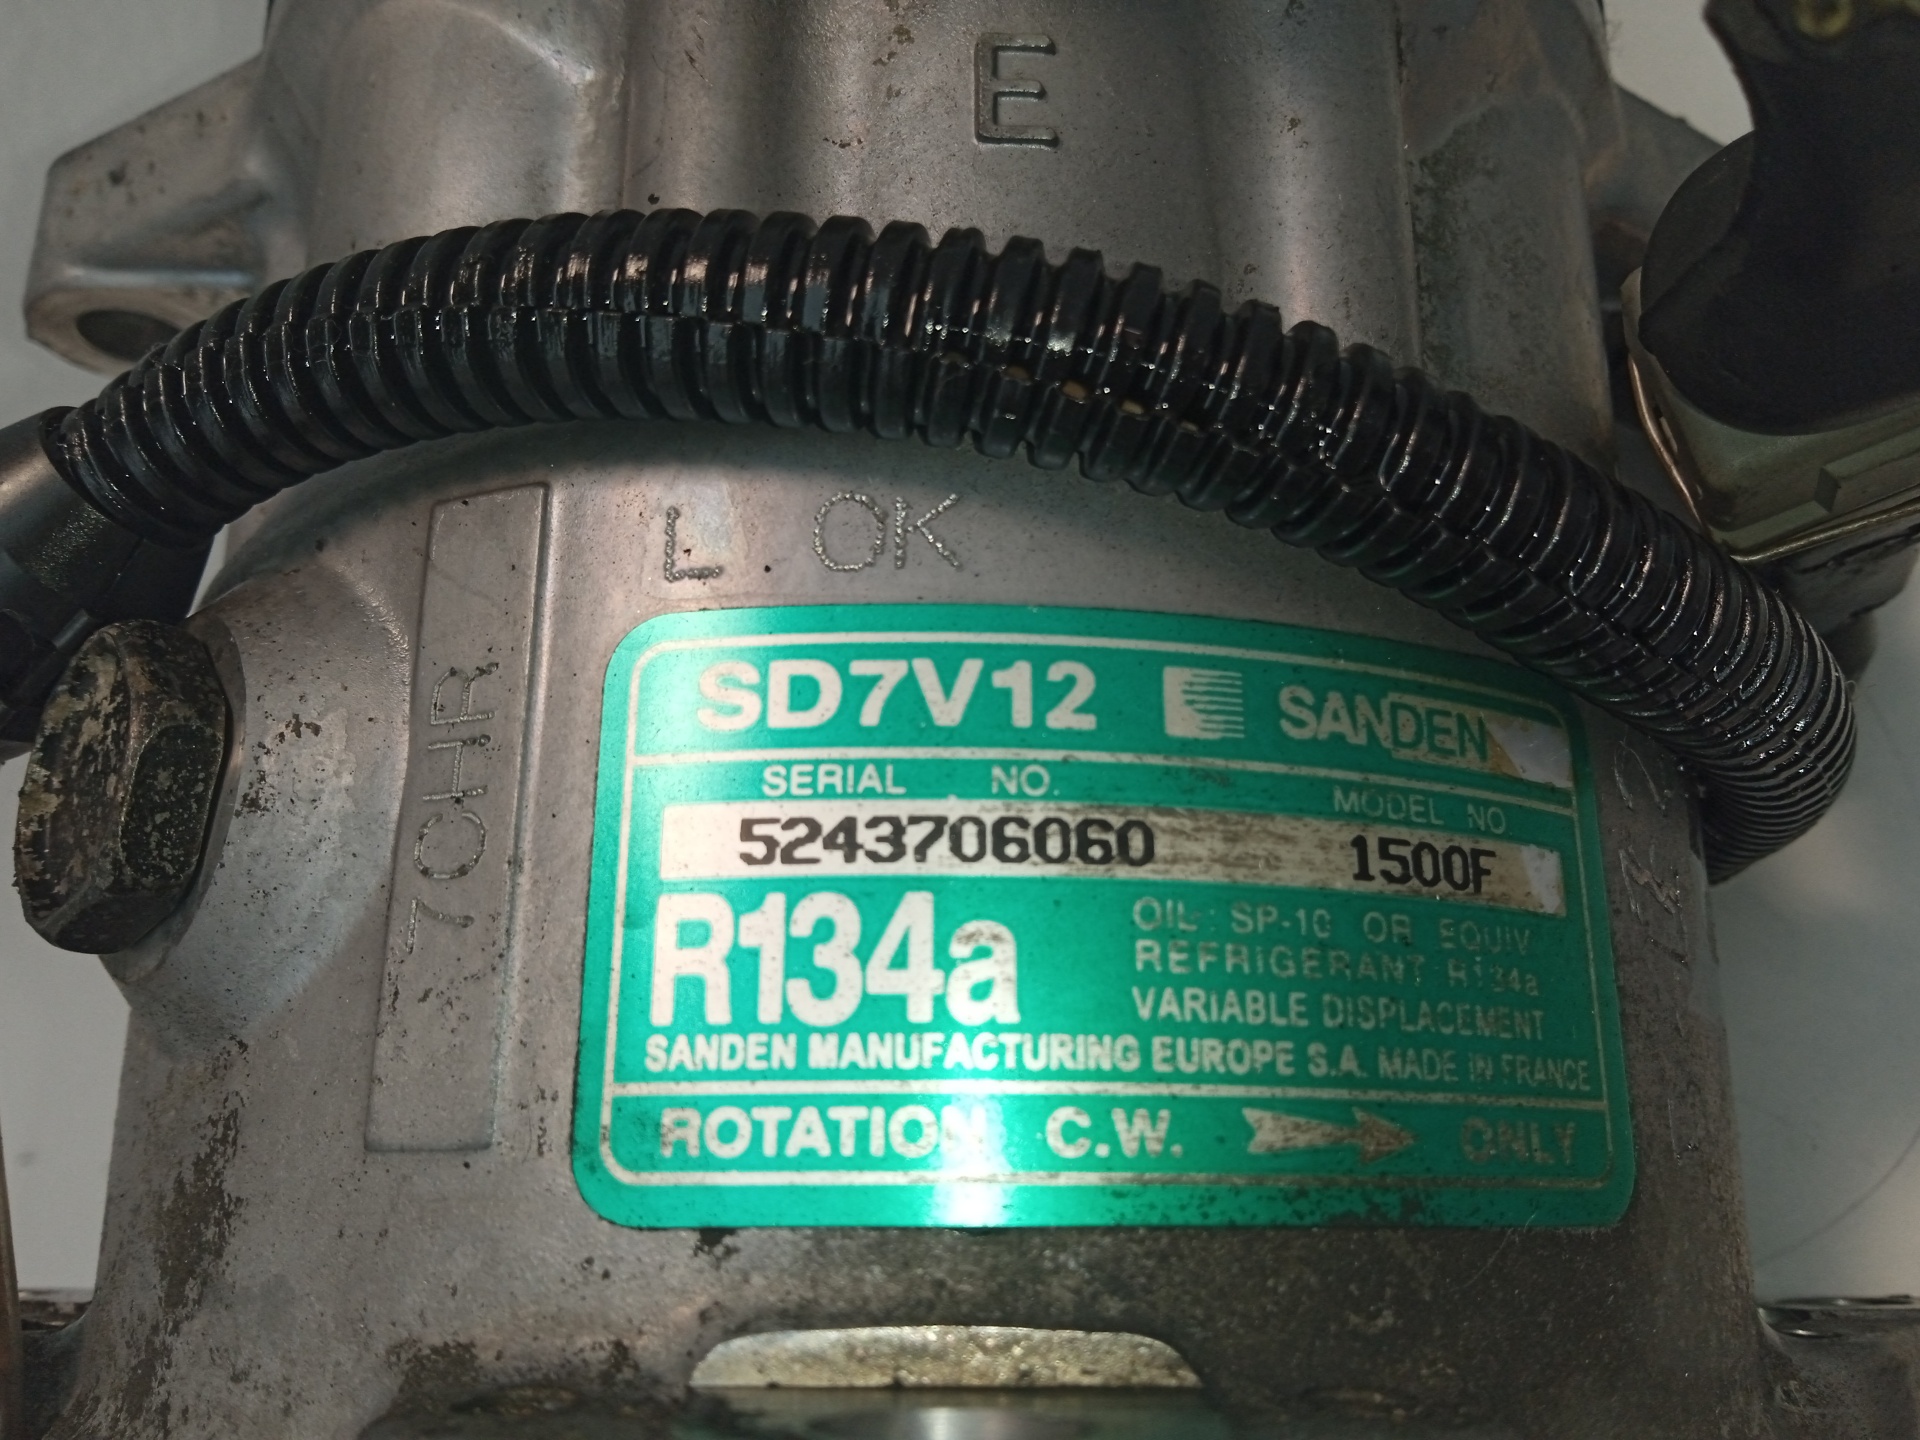 E
L OK
7CHR
SD7V12 SANDEN
SERIAL NO. MODEL NO.
5243706060 1500F
R134a
OIL: SP-10 OR EQUIV
REFRIGERANT R134a
VARIABLE DISPLACEMENT
SANDEN MANUFACTURING EUROPE S.A. MADE IN FRANCE
ROTATION C.W. ONLY